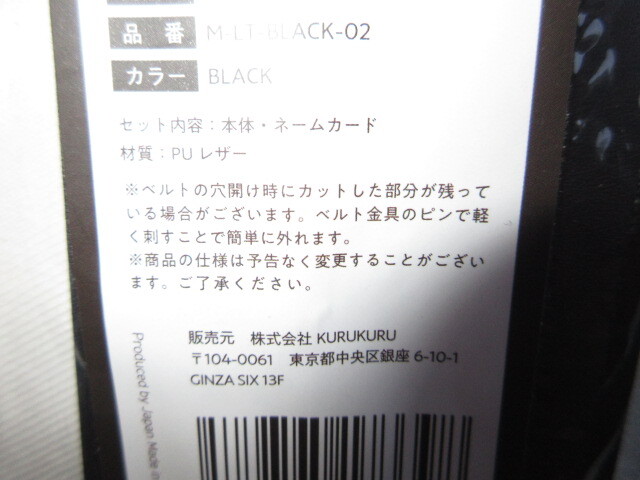 品番 M-LT-BLACK-02
カラー BLACK
セット内容：本体・ネームカード
材質：PU レザー
※ベルトの穴開け時にカットした部分が残って
いる場合がございます。ベルト金具のピンで軽
く刺すことで簡単に外れます。
※商品の仕様は予告なく変更することがござい
ます。ご了承ください。
販売元 株式会社 KURUKURU
〒104-0061 東京都中央区銀座 6-10-1
GINZA SIX 13F
Produced by Japan Made